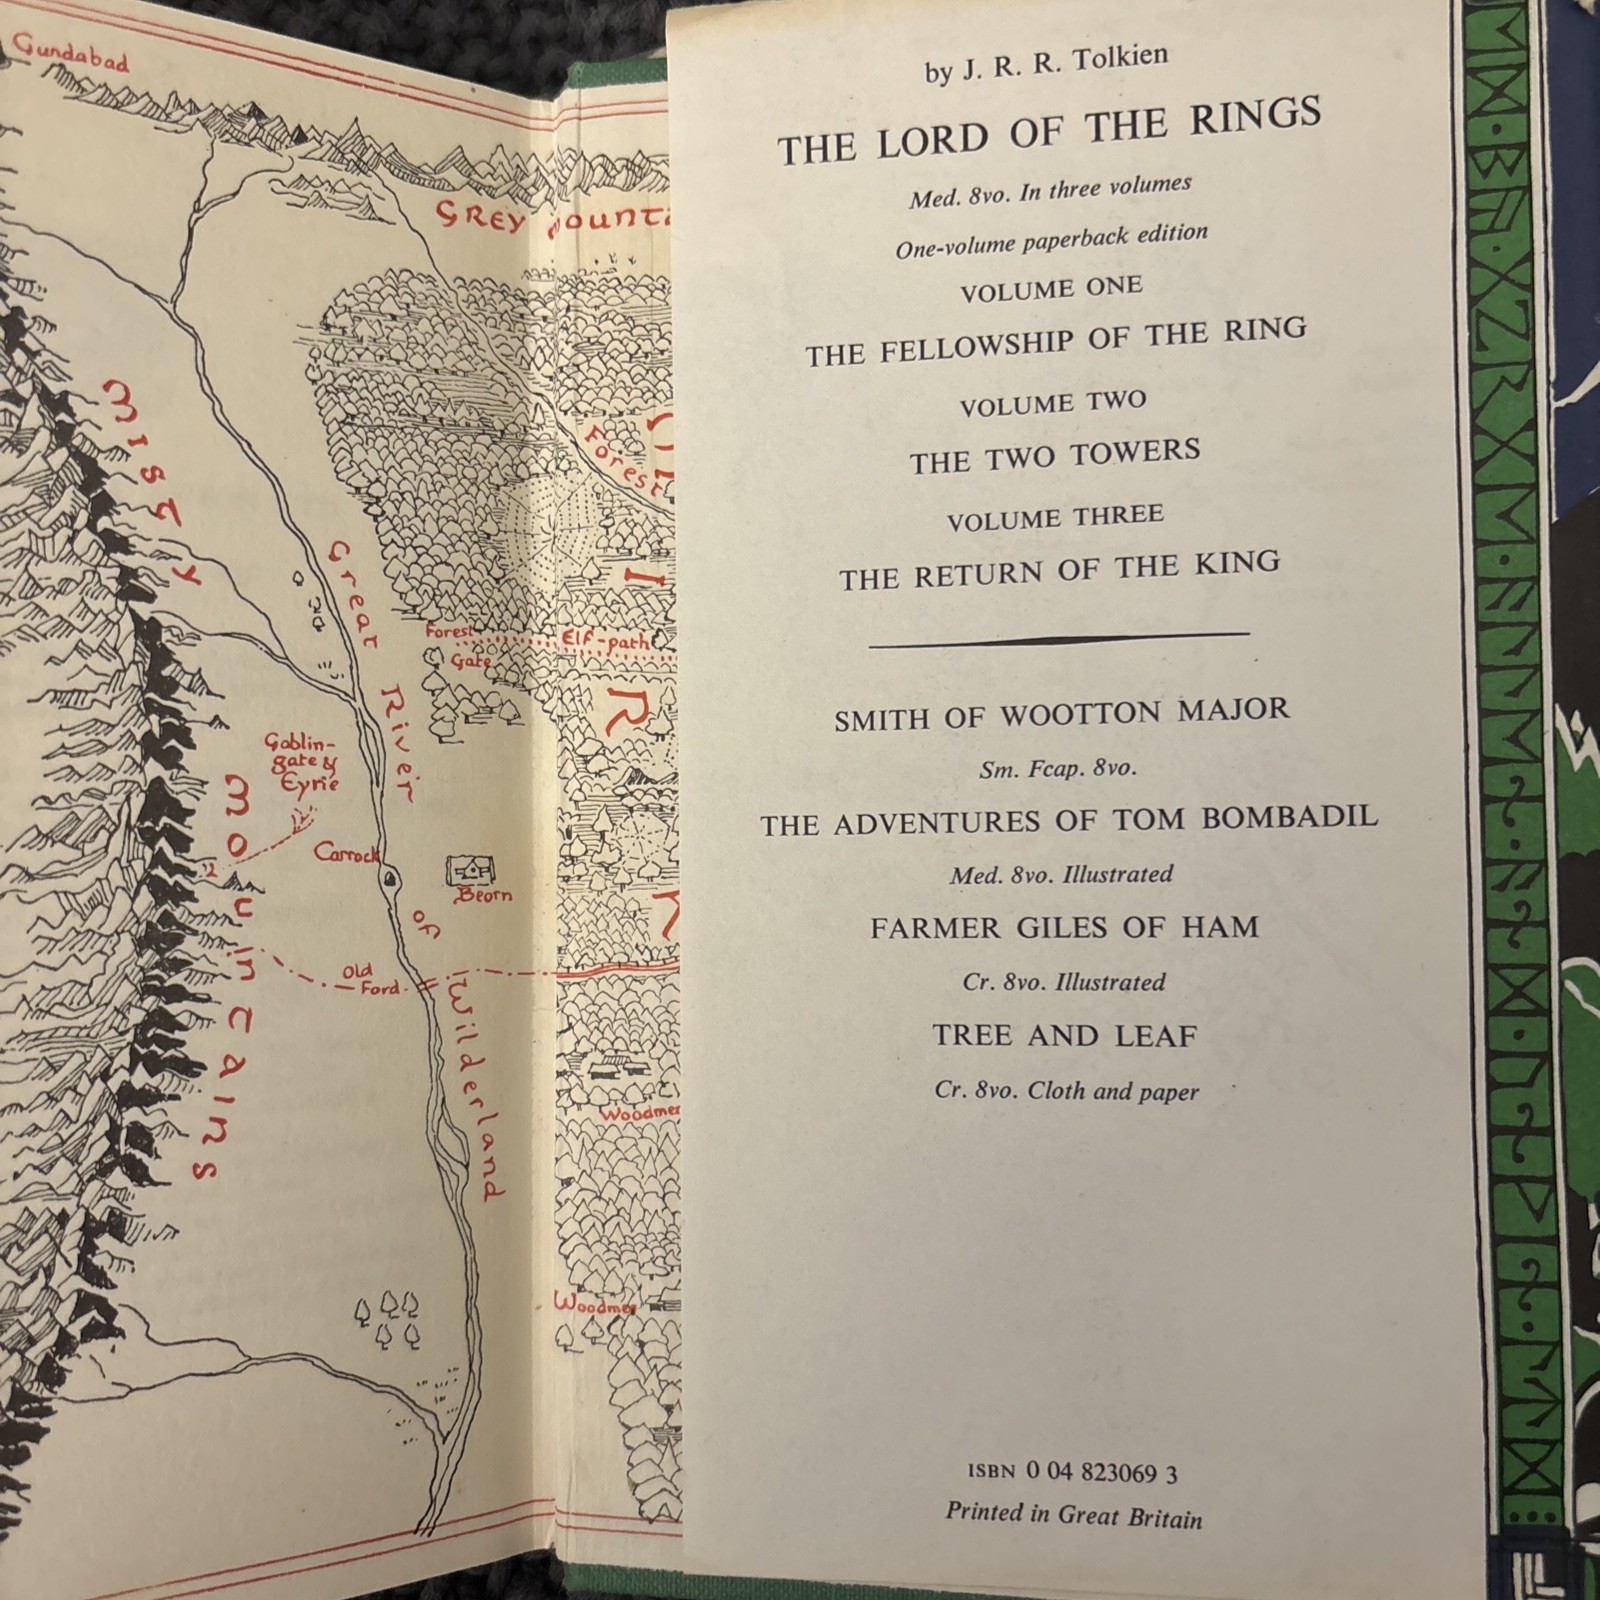 Gundabad
GREY
Misty
Mountains
Great
River
of
Wilderland
Forest
Forest
Gate
Elf-path
Goblin-
gate &
Eyrie
Carrock
Beorn
Old
Ford
by J. R. R. Tolkien
THE LORD OF THE RINGS
Med. 8vo. In three volumes
One-volume paperback edition
VOLUME ONE
THE FELLOWSHIP OF THE RING
VOLUME TWO
THE TWO TOWERS
VOLUME THREE
THE RETURN OF THE KING
SMITH OF WOOTTON MAJOR
Sm. Fcap. 8vo.
THE ADVENTURES OF TOM BOMBADIL
Med. 8vo. Illustrated
FARMER GILES OF HAM
Cr. 8vo. Illustrated
TREE AND LEAF
Cr. 8vo. Cloth and paper
ISBN 0 04 823069 3
Printed in Great Britain